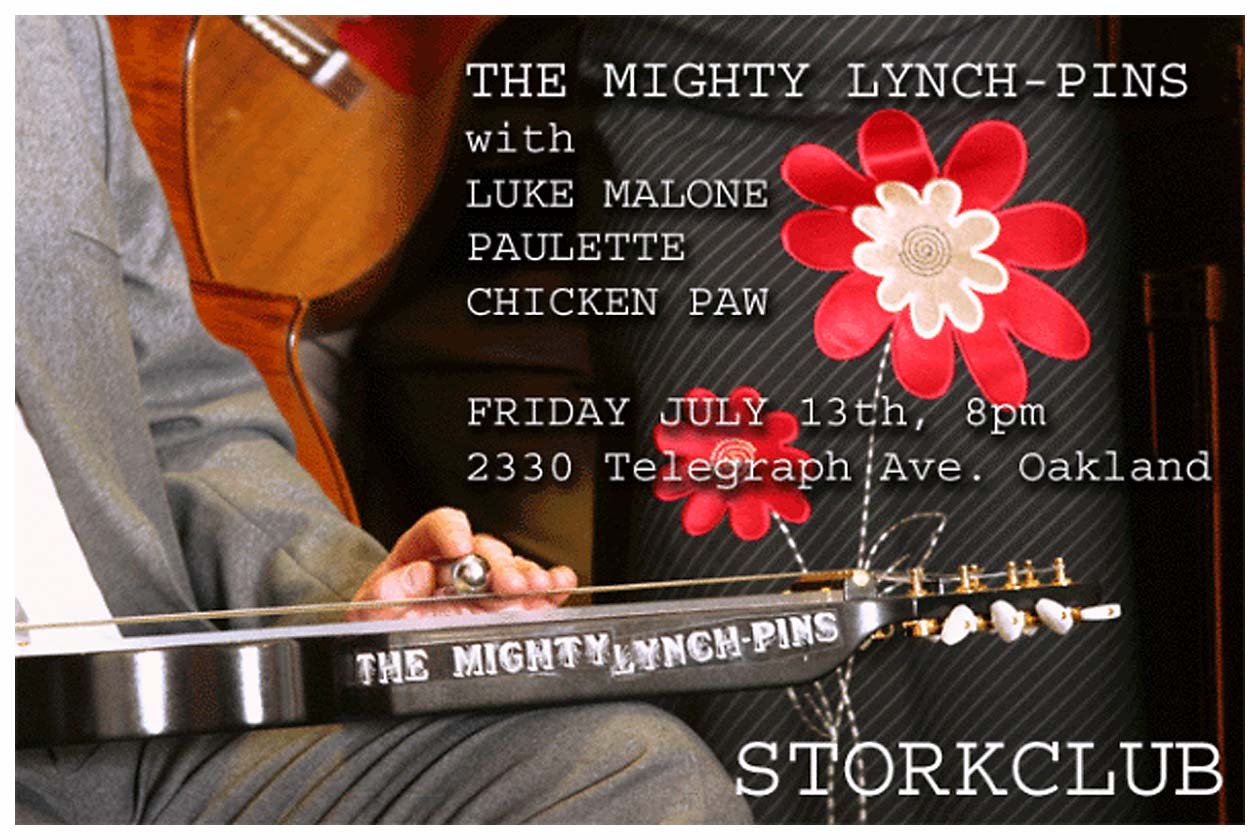 THE MIGHTY LYNCH-PINS
with
LUKE MALONE
PAULETTE
CHICKEN PAW
FRIDAY JULY 13th, 8pm
2330 Telegraph Ave. Oakland
THE MIGHTY LYNCH-PINS
STORKCLUB